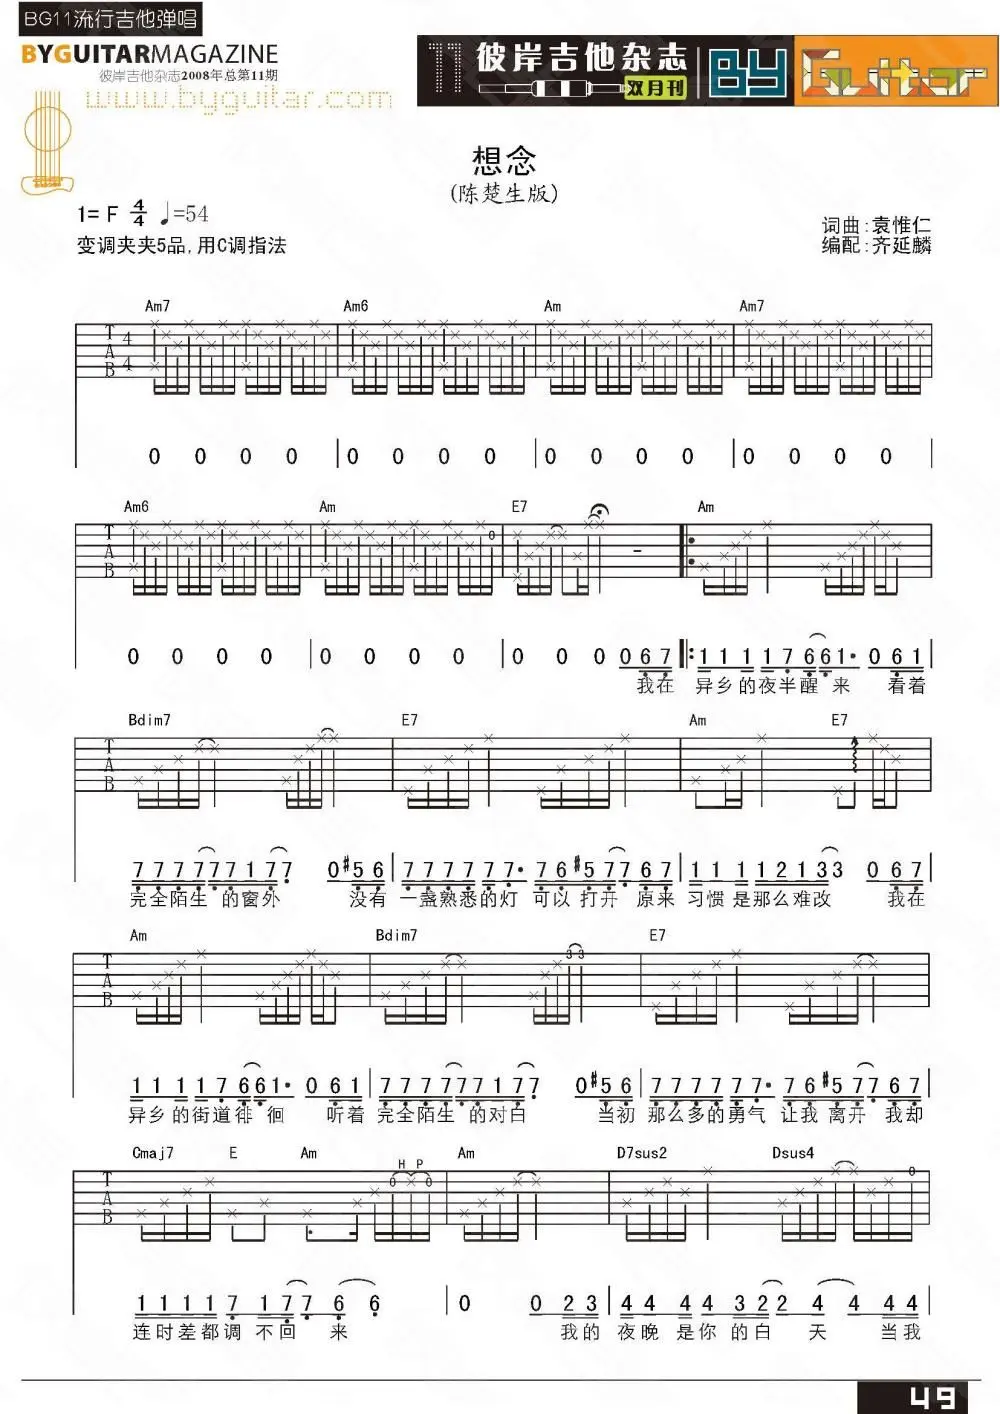 BG11流行吉他弹唱
BYGUITARMAGAZINE
彼岸吉他杂志2008年总第11期
www.byguitar.com
11 彼岸吉他杂志 双月刊 BY Guitar
想念
(陈楚生版)
1= F 4/4 ♩=54
变调夹夹5品,用C调指法
词曲:袁惟仁
编配:齐延麟
Am7 Am6 Am Am7
T A B 4 4
0 0 0 0 | 0 0 0 0 | 0 0 0 0 | 0 0 0 0
Am6 Am E7 Am
T A B 0
0 0 0 0 | 0 0 0 0 | 0 0 0 0 6 7 |: 1 1 1 1 7 6 6 1· 0 6 1
我在 异乡的夜半醒 来 看着
Bdim7 E7 Am E7
T A B
7 7 7 7 7 7 1 7 7 0 #5 6 | 7 7 7 7 7 7· 7 6 #5 7 7 6 7 | 1 1 1 1 2 1 3 3 0 6 7
完全陌生 的窗外 没有 一盏熟悉的灯 可以 打开 原来 习惯是那么难改 我在
Am Bdim7 E7
T A B 3 3
1 1 1 1 7 6 6 1· 0 6 1 | 7 7 7 7 7 7 1 7 7 0 #5 6 | 7 7 7 7 7 7· 7 6 #5 7 7 6 7
异乡的街道徘 徊 听着 完全陌生 的对白 当初 那么多的勇气 让我 离开 我却
Cmaj7 E Am Am D7sus2 Dsus4
H P
T A B 0 0 0
1 1 1 1 7 1 7 7 6 6 | 0 0 2 3 | 4 4 4 4 3 2 2 4 4 4 4
连时差都调 不回 来 我的 夜晚 是你 的白 天 当我
49